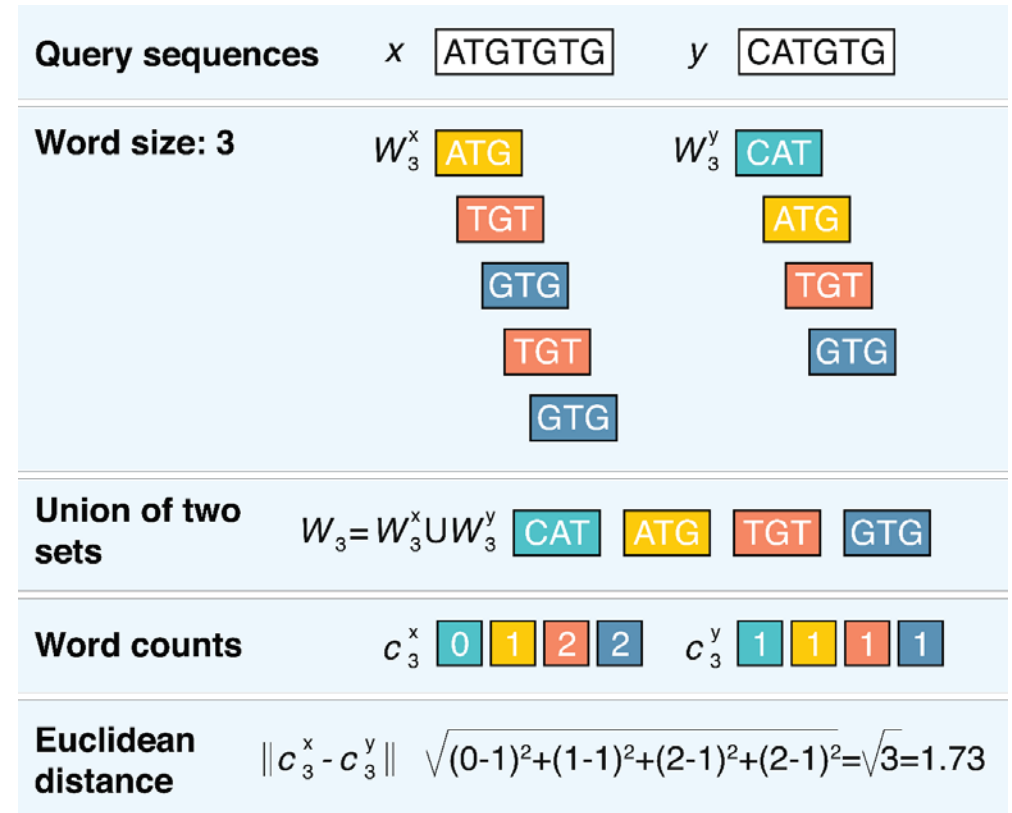 Query sequences x ATGTGTG y CATGTG
Word size: 3 W₃ˣ ATG W₃ʸ CAT
TGT ATG
GTG TGT
TGT GTG
GTG
Union of two
sets W₃=W₃ˣ∪W₃ʸ CAT ATG TGT GTG
Word counts c₃ˣ 0 1 2 2 c₃ʸ 1 1 1 1
Euclidean
distance ||c₃ˣ - c₃ʸ|| √(0-1)²+(1-1)²+(2-1)²+(2-1)²=√3=1.73